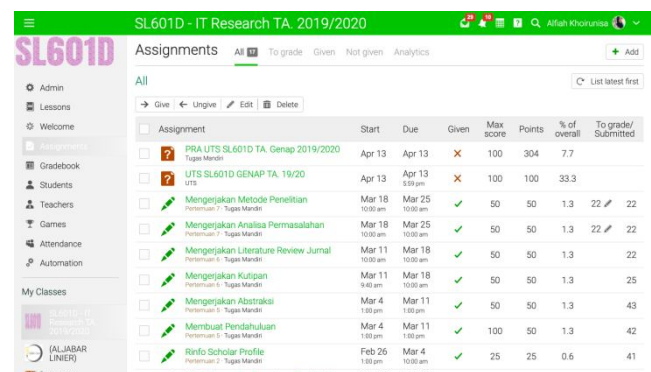 SL601D - IT Research TA. 2019/2020
29
10
Alfiah Khoirunisa
SL601D
Assignments
All 17
To grade
Given
Not given
Analytics
+ Add
All
List latest first
Give
Ungive
Edit
Delete
Admin
Lessons
Welcome
Assignments
Gradebook
Students
Teachers
Games
Attendance
Automation
My Classes
SL601D - IT
Research TA.
2019/2020
(ALJABAR
LINIER)
Assignment Start Due Given Max score Points % of overall To grade/ Submitted
PRA UTS SL601D TA. Genap 2019/2020 Apr 13 Apr 13 100 304 7.7
Tugas Mandiri
UTS SL601D GENAP TA. 19/20 Apr 13 Apr 13 100 100 33.3
UTS 5:59 pm
Mengerjakan Metode Penelitian Mar 18 Mar 25 50 50 1.3 22 22
Pertemuan 7 - Tugas Mandiri 10:00 am 10:00 am
Mengerjakan Analisa Permasalahan Mar 18 Mar 25 50 50 1.3 22 22
Pertemuan 7 - Tugas Mandiri 10:00 am 10:00 am
Mengerjakan Literature Review Jurnal Mar 11 Mar 18 50 50 1.3 22
Pertemuan 6 - Tugas Mandiri 10:00 am 10:00 am
Mengerjakan Kutipan Mar 11 Mar 18 50 50 1.3 25
Pertemuan 6 - Tugas Mandiri 9:40 am 10:00 am
Mengerjakan Abstraksi Mar 4 Mar 11 50 50 1.3 43
Pertemuan 5 - Tugas Mandiri 1:00 pm 1:00 pm
Membuat Pendahuluan Mar 4 Mar 11 100 50 1.3 42
Pertemuan 5 - Tugas Mandiri 1:00 pm 1:00 pm
Rinfo Scholar Profile Feb 26 Mar 4 25 25 0.6 41
Pertemuan 2 - Tugas Mandiri 1:00 pm 10:00 am